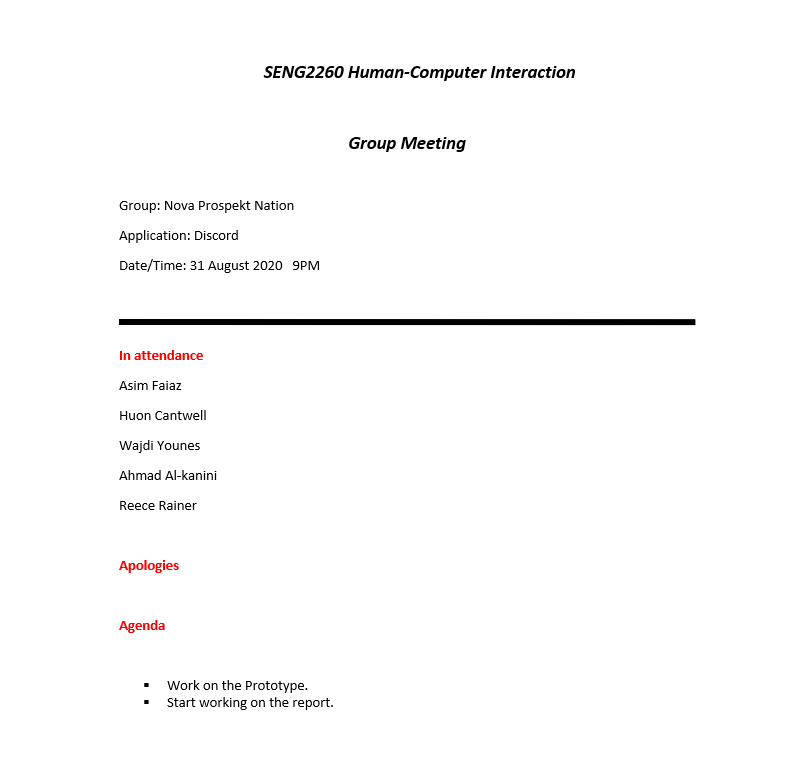 SENG2260 Human-Computer Interaction
Group Meeting
Group: Nova Prospekt Nation
Application: Discord
Date/Time: 31 August 2020   9PM
In attendance
Asim Faiaz
Huon Cantwell
Wajdi Younes
Ahmad Al-kanini
Reece Rainer
Apologies
Agenda
▪ Work on the Prototype.
▪ Start working on the report.